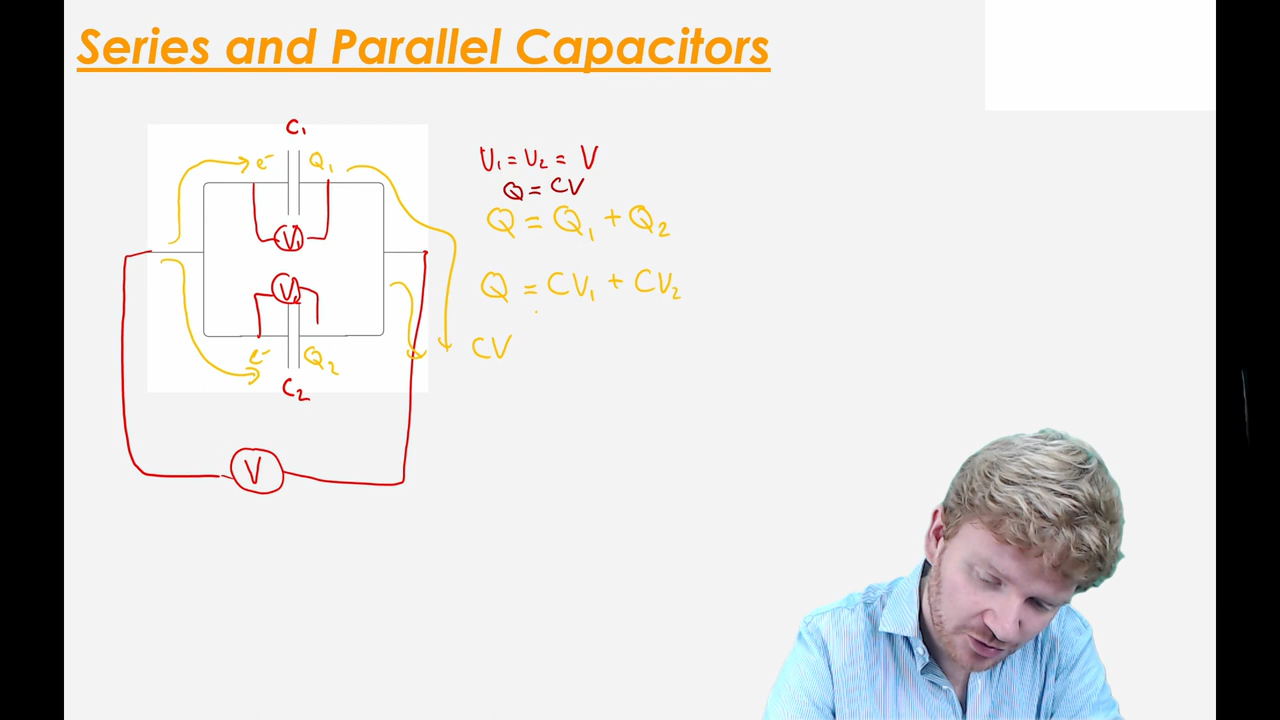 Series and Parallel Capacitors
C₁
e⁻ Q₁
V₁
V₂
e⁻ Q₂
C₂
V
V₁ = V₂ = V
Q = CV
Q = Q₁ + Q₂
Q = CV₁ + CV₂
CV